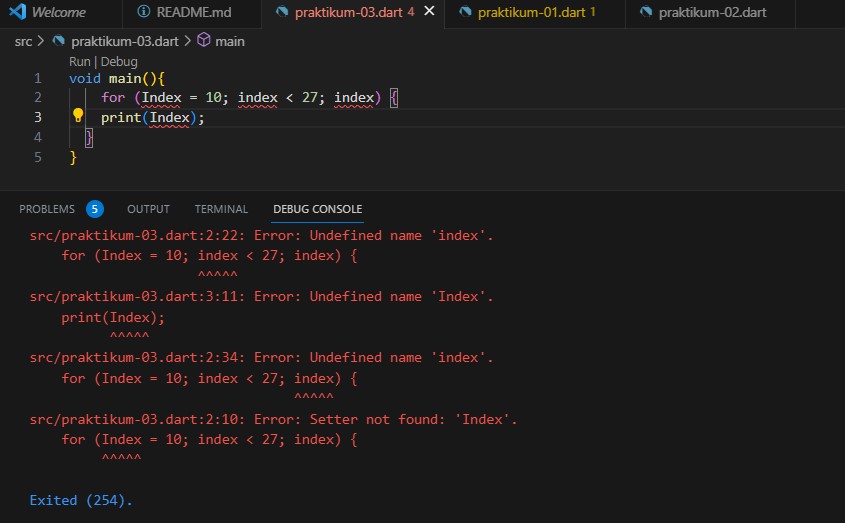 Welcome README.md praktikum-03.dart 4 praktikum-01.dart 1 praktikum-02.dart
src > praktikum-03.dart > main
Run | Debug
1 void main(){
2 for (Index = 10; index < 27; index) {
3 print(Index);
4 }
5 }
PROBLEMS 5 OUTPUT TERMINAL DEBUG CONSOLE
src/praktikum-03.dart:2:22: Error: Undefined name 'index'.
for (Index = 10; index < 27; index) {
^^^^^
src/praktikum-03.dart:3:11: Error: Undefined name 'Index'.
print(Index);
^^^^^
src/praktikum-03.dart:2:34: Error: Undefined name 'index'.
for (Index = 10; index < 27; index) {
^^^^^
src/praktikum-03.dart:2:10: Error: Setter not found: 'Index'.
for (Index = 10; index < 27; index) {
^^^^^
Exited (254).